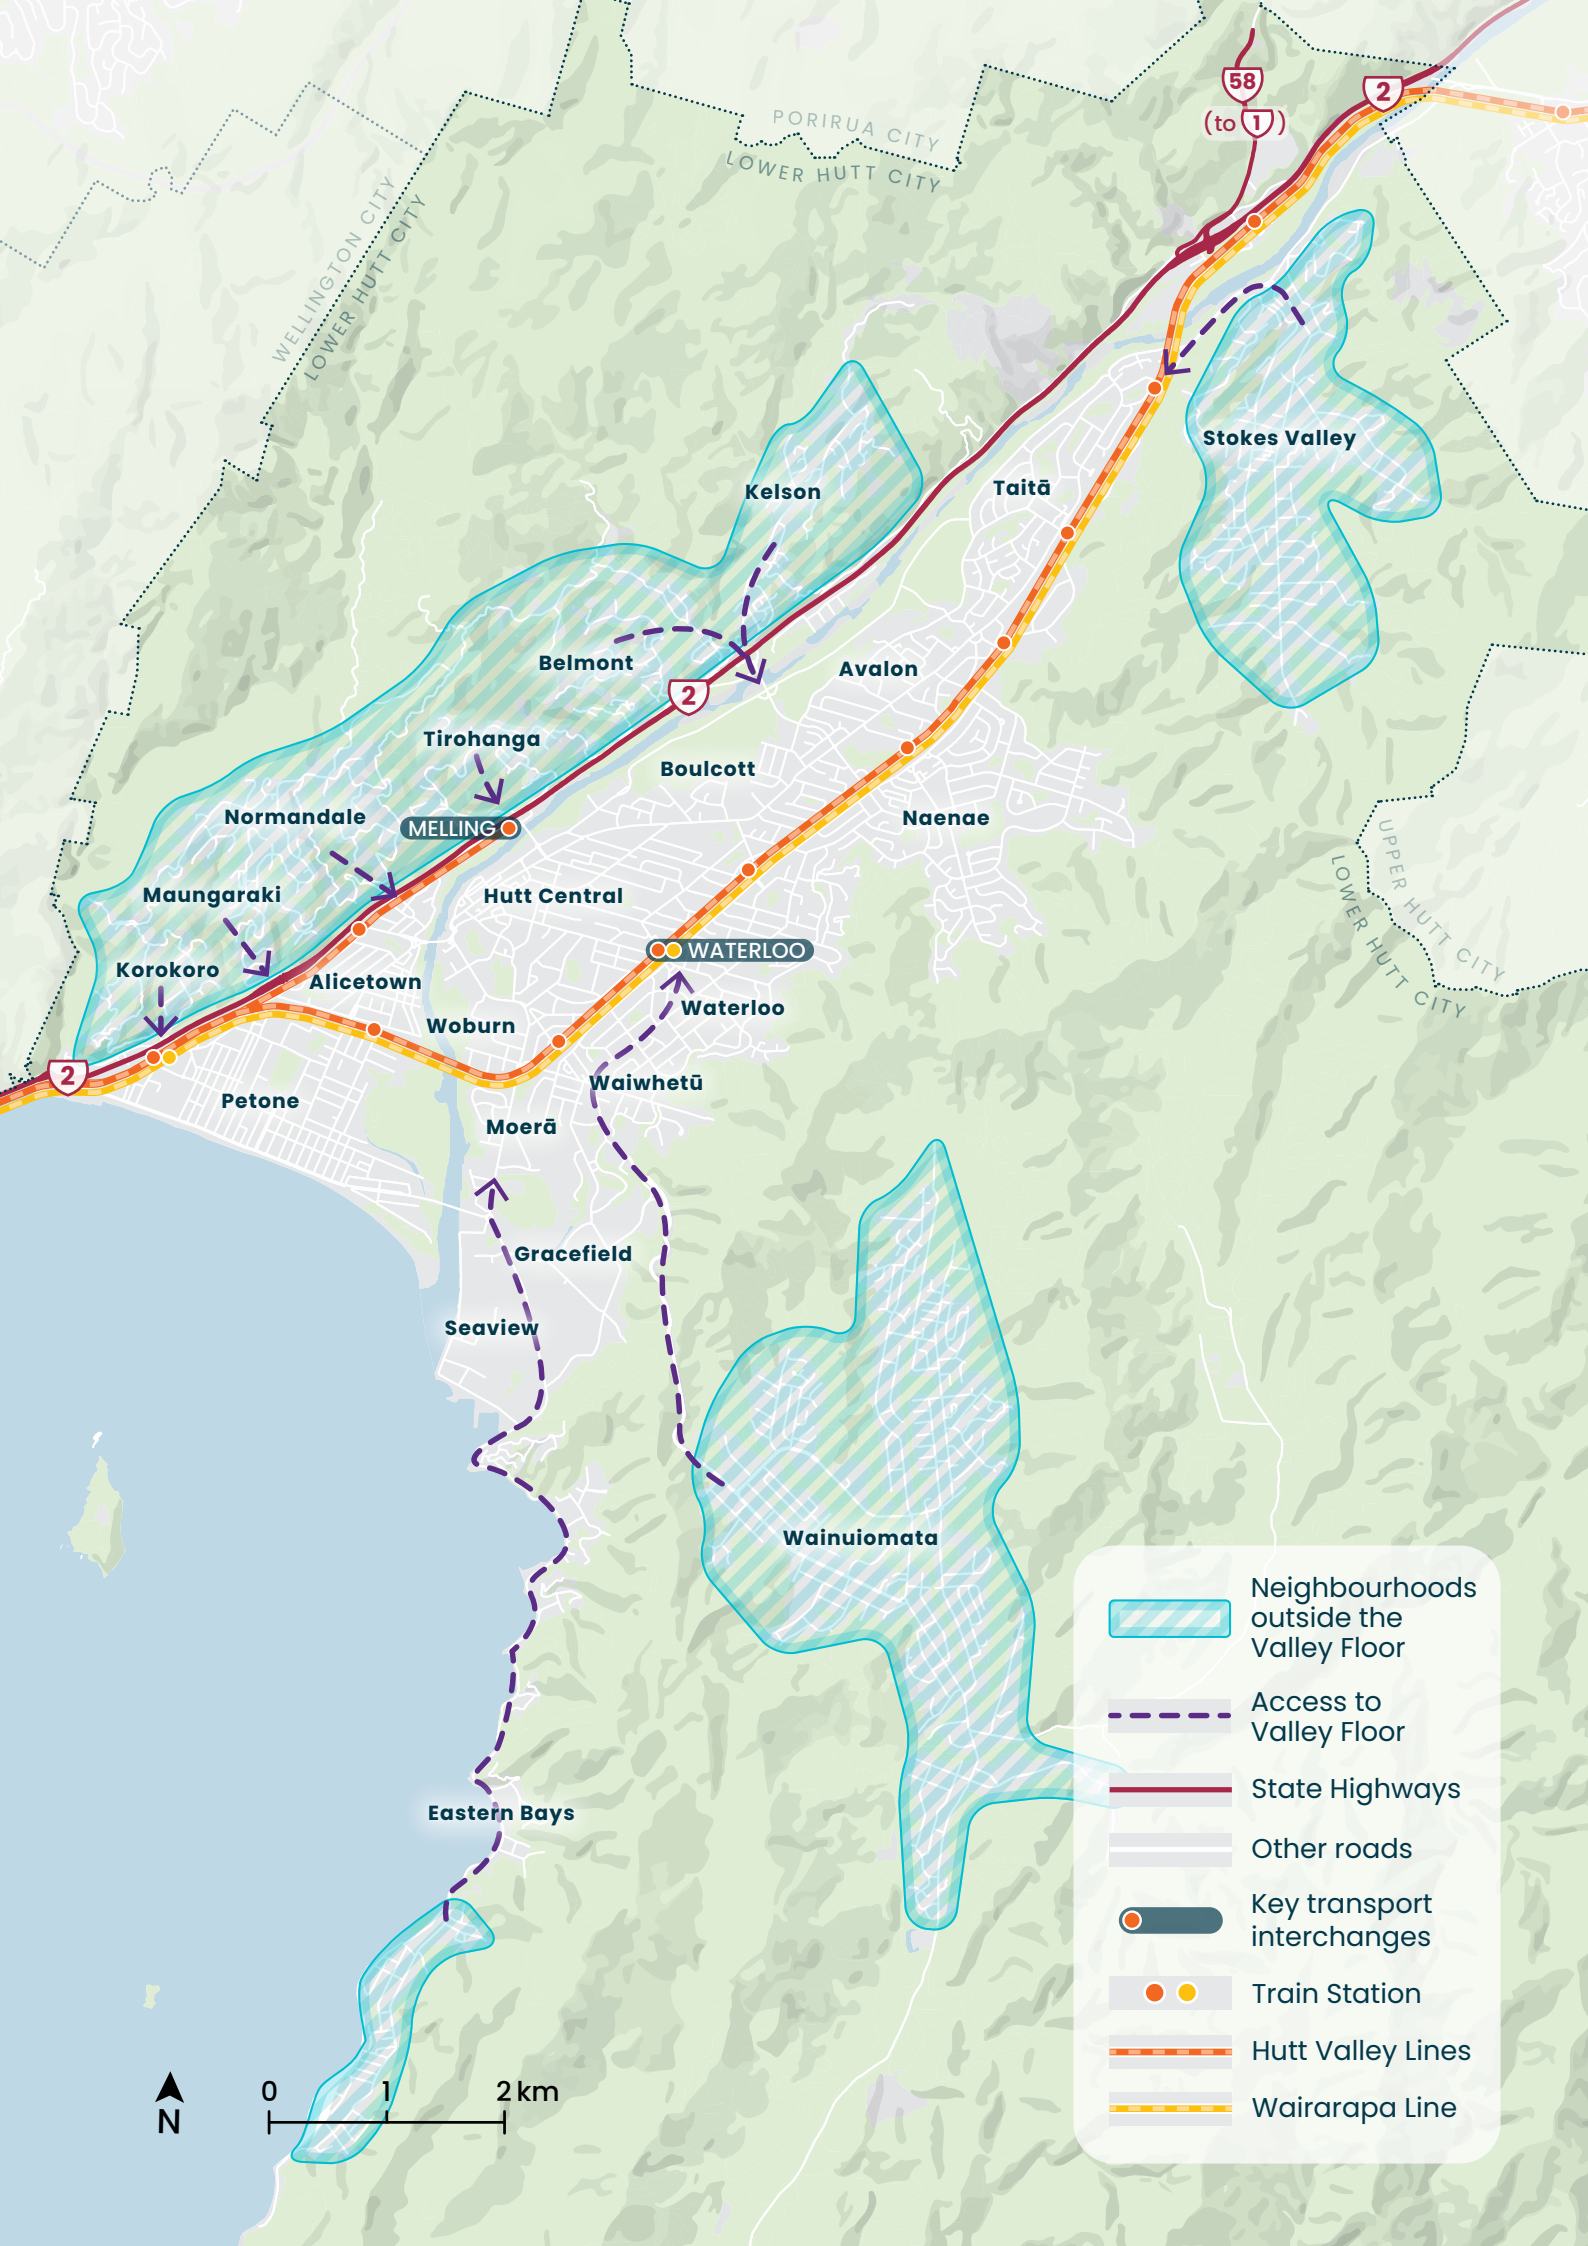 58
2
(to 1)
PORIRUA CITY
LOWER HUTT CITY
WELLINGTON CITY
LOWER HUTT CITY
Stokes Valley
Kelson
Taitā
Belmont
Avalon
2
Tirohanga
Boulcott
Normandale
MELLING
Naenae
UPPER HUTT CITY
LOWER HUTT CITY
Maungaraki
Hutt Central
WATERLOO
Korokoro
Alicetown
Waterloo
Woburn
2
Waiwhetū
Petone
Moerā
Gracefield
Seaview
Wainuiomata
Eastern Bays
Neighbourhoods
outside the
Valley Floor
Access to
Valley Floor
State Highways
Other roads
Key transport
interchanges
Train Station
Hutt Valley Lines
Wairarapa Line
0 1 2 km
N